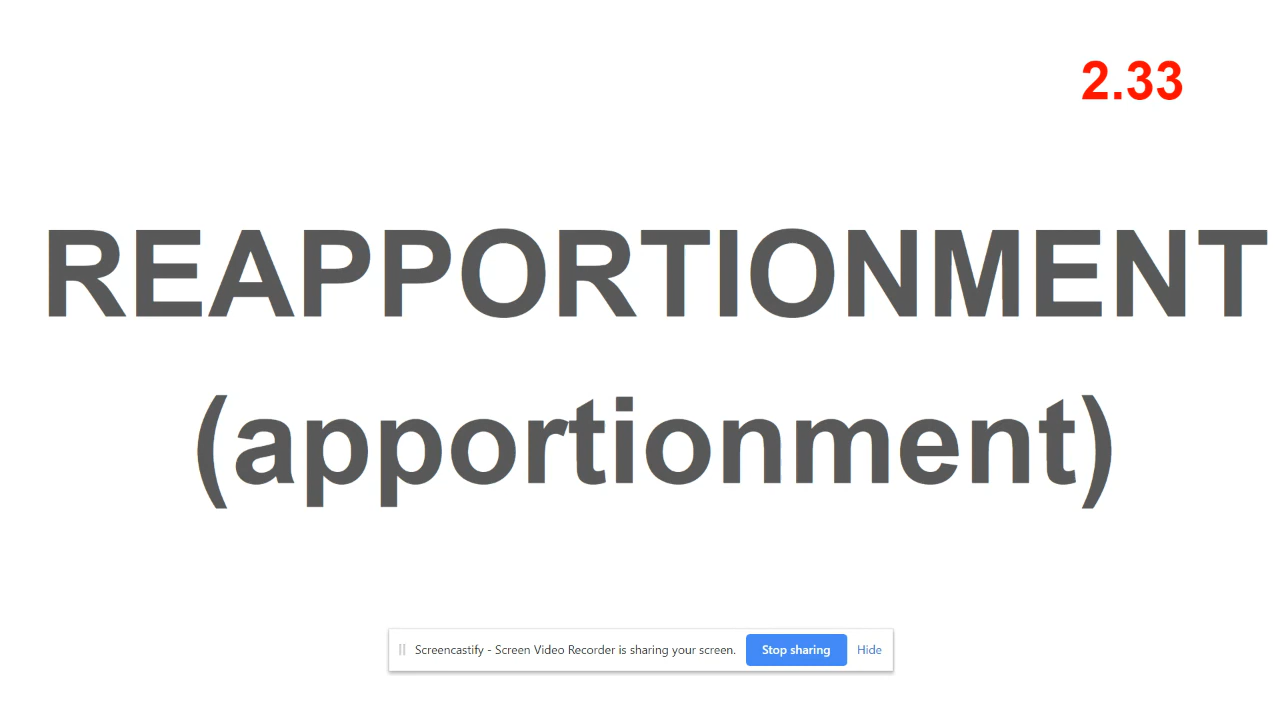 2.33
REAPPORTIONMENT
(apportionment)
Screencastify - Screen Video Recorder is sharing your screen. Stop sharing Hide